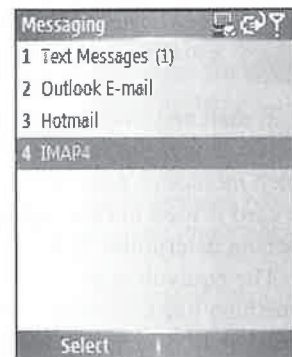 Messaging
1 Text Messages (1)
2 Outlook E-mail
3 Hotmail
4 IMAP4
Select